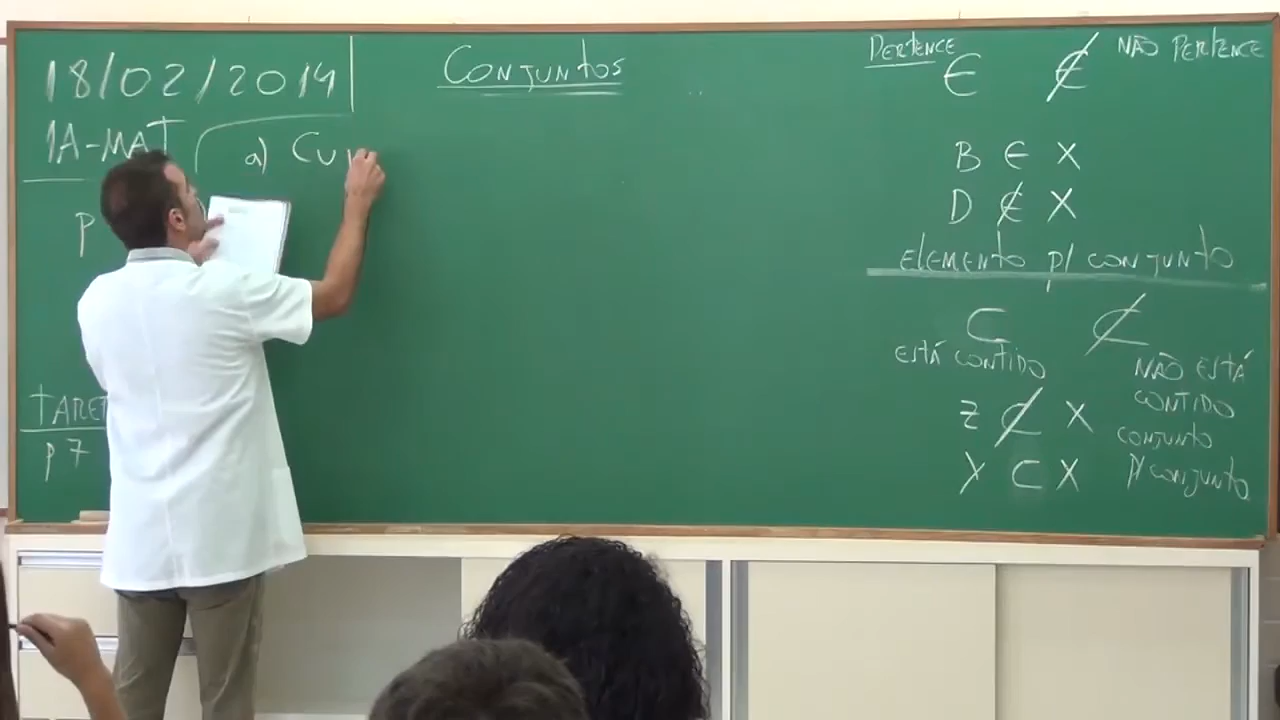 18/02/2014
1A-MAT
a) Cu
p
TAREF
p 7
Conjuntos
Pertence
∈ ∉ NÃO PERTENCE
B ∈ X
D ∉ X
Elemento p/ conjunto
⊂ ⊄
está contido
NÃO ESTÁ
CONTIDO
Z ⊄ X
conjunto
Y ⊂ X
p/ conjunto